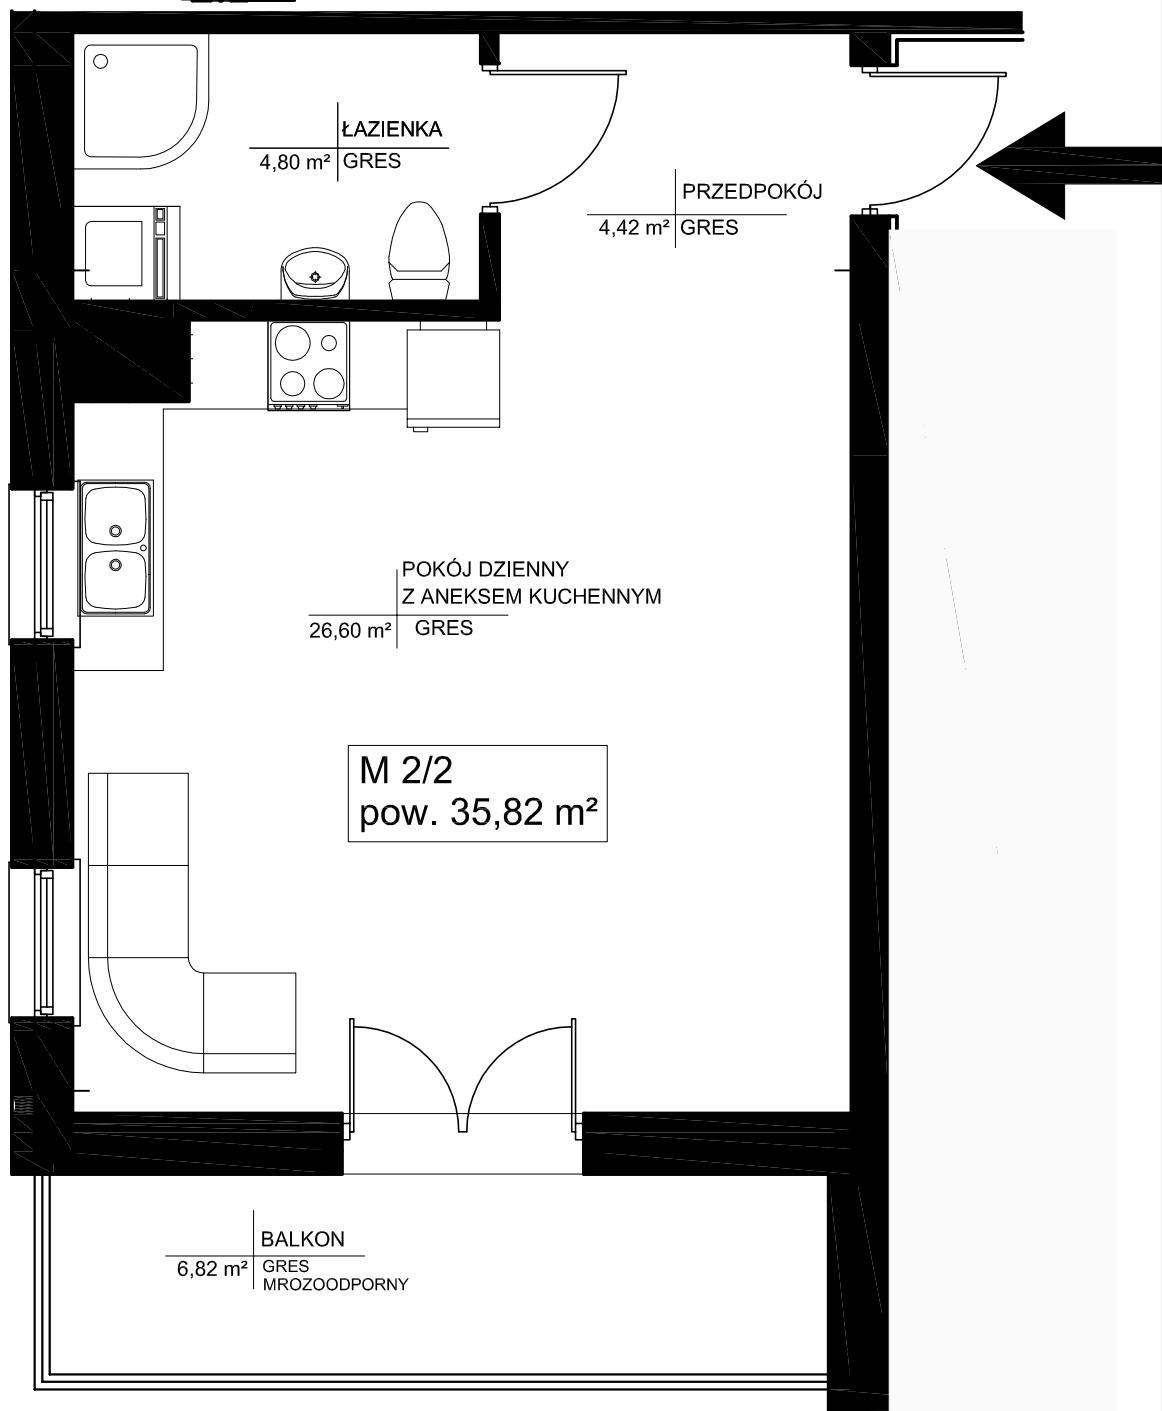 ŁAZIENKA
4,80 m² GRES
PRZEDPOKÓJ
4,42 m² GRES
POKÓJ DZIENNY
Z ANEKSEM KUCHENNYM
26,60 m² GRES
M 2/2
pow. 35,82 m²
BALKON
6,82 m² GRES
MROZOODPORNY